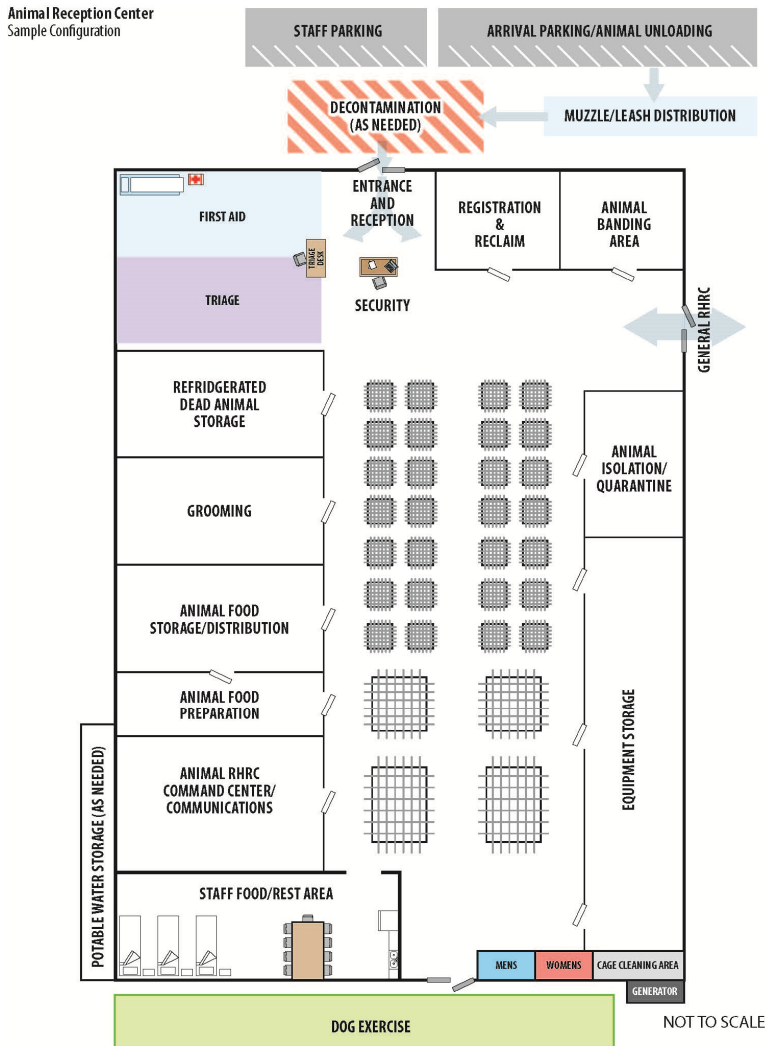 Animal Reception Center
Sample Configuration
STAFF PARKING
ARRIVAL PARKING/ANIMAL UNLOADING
DECONTAMINATION
(AS NEEDED)
MUZZLE/LEASH DISTRIBUTION
FIRST AID
ENTRANCE
AND
RECEPTION
REGISTRATION
&
RECLAIM
ANIMAL
BANDING
AREA
TRIAGE
DESK
TRIAGE
SECURITY
GENERAL RHRC
REFRIDGERATED
DEAD ANIMAL
STORAGE
ANIMAL
ISOLATION/
QUARANTINE
GROOMING
ANIMAL FOOD
STORAGE/DISTRIBUTION
ANIMAL FOOD
PREPARATION
EQUIPMENT STORAGE
ANIMAL RHRC
COMMAND CENTER/
COMMUNICATIONS
POTABLE WATER STORAGE (AS NEEDED)
STAFF FOOD/REST AREA
MENS
WOMENS
CAGE CLEANING AREA
GENERATOR
DOG EXERCISE
NOT TO SCALE